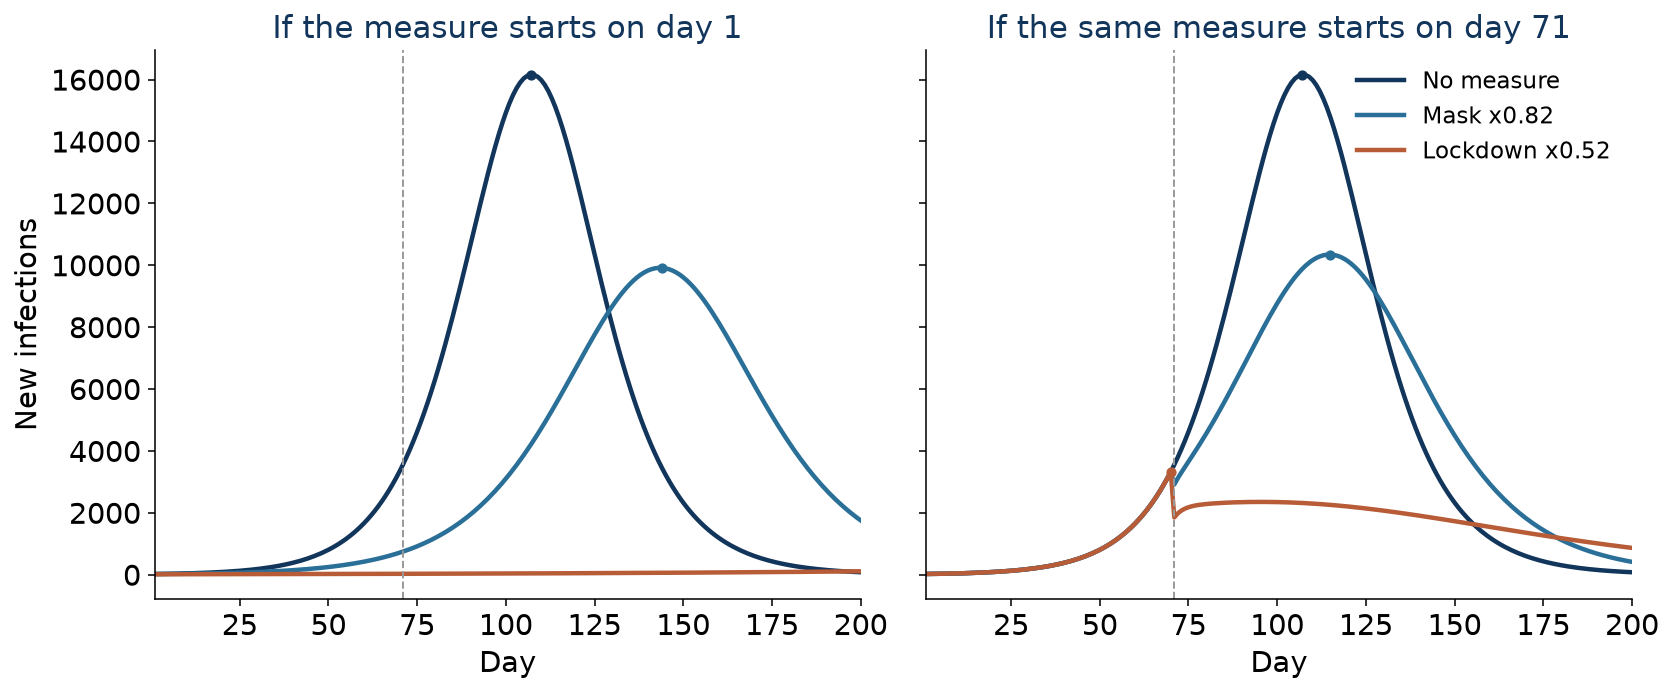 If the measure starts on day 1
If the same measure starts on day 71
New infections
16000
14000
12000
10000
8000
6000
4000
2000
0
25 50 75 100 125 150 175 200
Day
No measure
Mask x0.82
Lockdown x0.52
25 50 75 100 125 150 175 200
Day